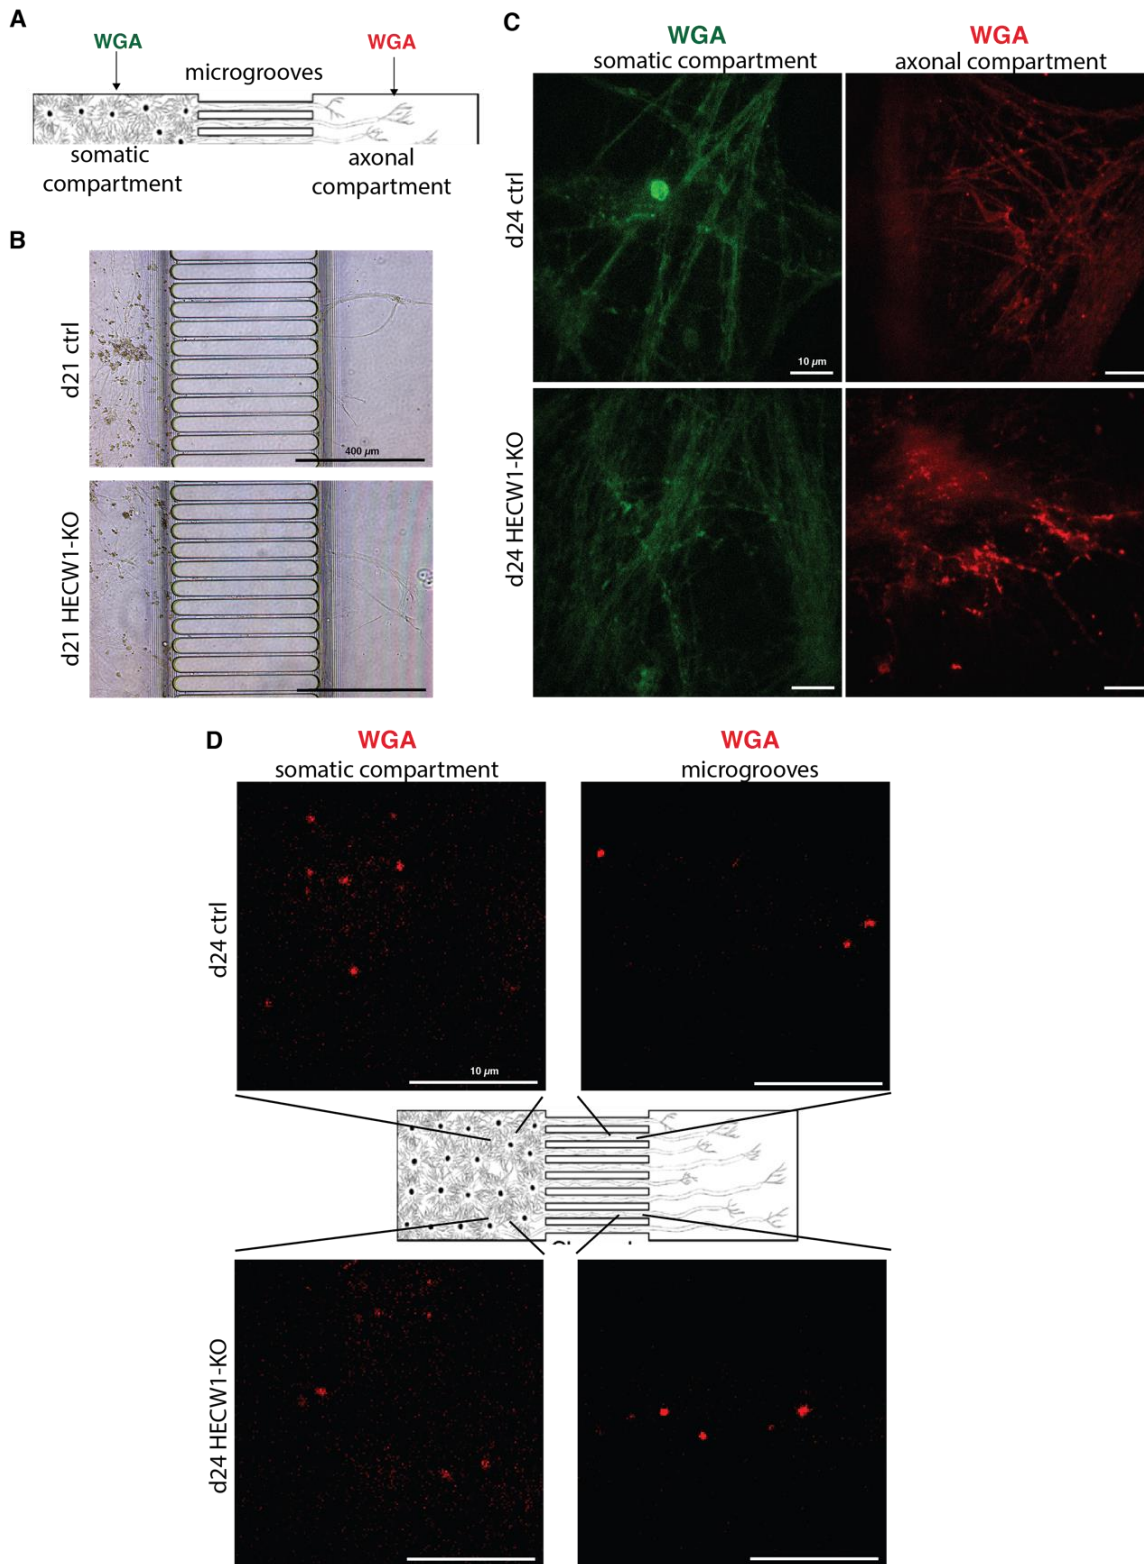 A
WGA
WGA
microgrooves
somatic
compartment
axonal
compartment
B
d21 ctrl
400 µm
d21 HECW1-KO
C
WGA
somatic compartment
WGA
axonal compartment
d24 ctrl
10 µm
d24 HECW1-KO
D
WGA
somatic compartment
WGA
microgrooves
d24 ctrl
10 µm
d24 HECW1-KO